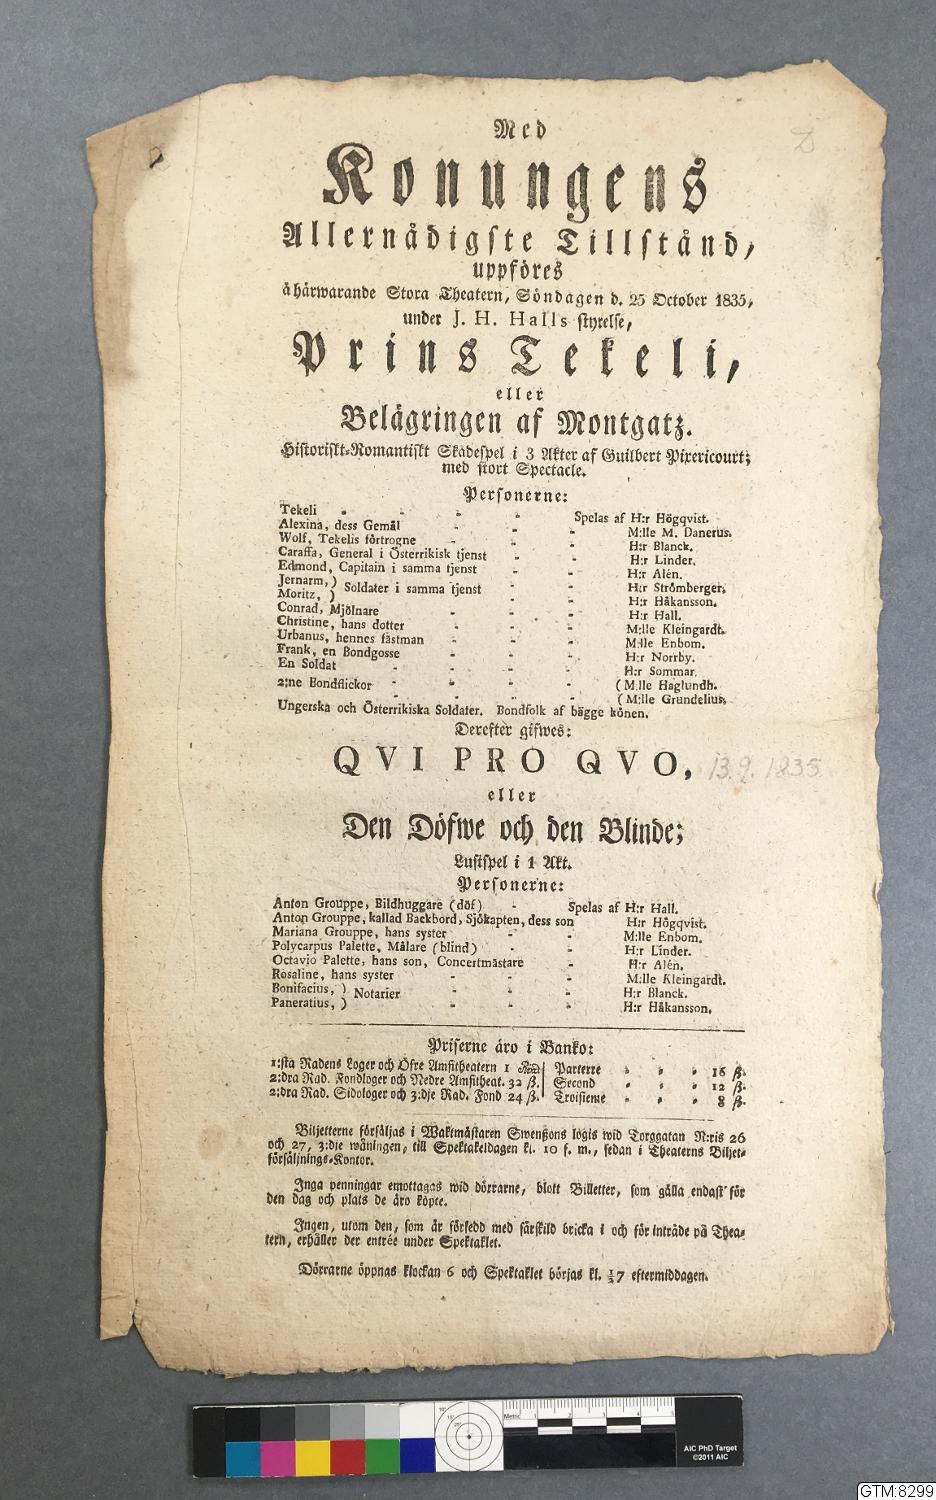 Med
Konungens
Allernådigste Tillstånd,
uppföres
å härwarande Stora Theatern, Söndagen d. 25 October 1835,
under J. H. Halls styrelse,
Prins Tekeli,
eller
Belägringen af Montgatz.
Historiskt-Romantiskt Skådespel i 3 Akter af Guilbert Pixericourt;
med stort Spectacle.
Personerne:
Tekeli - - - - Spelas af H:r Högqvist.
Alexina, dess Gemål - - - M:lle M. Danerus.
Wolf, Tekelis förtrogne - - - H:r Blanck.
Caraffa, General i Österrikisk tjenst - - H:r Linder.
Edmond, Capitain i samma tjenst - - H:r Alén.
Jernarm, ) Soldater i samma tjenst - - H:r Strömberger.
Moritz, ) - - H:r Håkansson.
Conrad, Mjölnare - - - H:r Hall.
Christine, hans dotter - - - M:lle Kleingardt.
Urbanus, hennes fästman - - - M:lle Enbom.
Frank, en Bondgosse - - - H:r Norrby.
En Soldat - - - - H:r Sommar.
2:ne Bondflickor - - - - ( M:lle Haglundh.
- - - - ( M:lle Grundelius.
Ungerska och Österrikiska Soldater. Bondfolk af bägge könen.
Derefter gifwes:
QVI PRO QVO,
13.9.1835
eller
Den Döfwe och den Blinde;
Lustspel i 1 Akt.
Personerne:
Anton Grouppe, Bildhuggare (döf) - Spelas af H:r Hall.
Anton Grouppe, kallad Backbord, Sjökapten, dess son H:r Högqvist.
Mariana Grouppe, hans syster - - M:lle Enbom.
Polycarpus Palette, Målare (blind) - - H:r Linder.
Octavio Palette, hans son, Concertmästare - H:r Alén.
Rosaline, hans syster - - - M:lle Kleingardt.
Bonifacius, ) Notarier - - - H:r Blanck.
Paneratius, ) - - - H:r Håkansson.
Priserne äro i Banko:
1:sta Radens Loger och Öfre Amfitheatern 1 Rdr Parterre - - - 16 ß.
2:dra Rad. Fondloger och Nedre Amfitheat. 32 ß. Second - - - 12 ß.
2:dra Rad. Sidologer och 3:dje Rad. Fond 24 ß. Troisieme - - - 8 ß.
Biljetterne försäljas i Waktmästaren Swenßons logis wid Torggatan N:ris 26
och 27, 3:dje wåningen, till Spektakeldagen kl. 10 f. m., sedan i Theaterns Biljet-
försäljnings-Kontor.
Inga penningar emottagas wid dörrarne, blott Billetter, som gälla endast för
den dag och plats de äro köpte.
Ingen, utom den, som är försedd med särskild bricka i och för inträde på Thea-
tern, erhåller der entrée under Spektaklet.
Dörrarne öppnas klockan 6 och Spektaklet börjas kl. ½7 eftermiddagen.
Metric 1 2 3 4 5
AIC PhD Target
©2011 AIC
GTM:8299